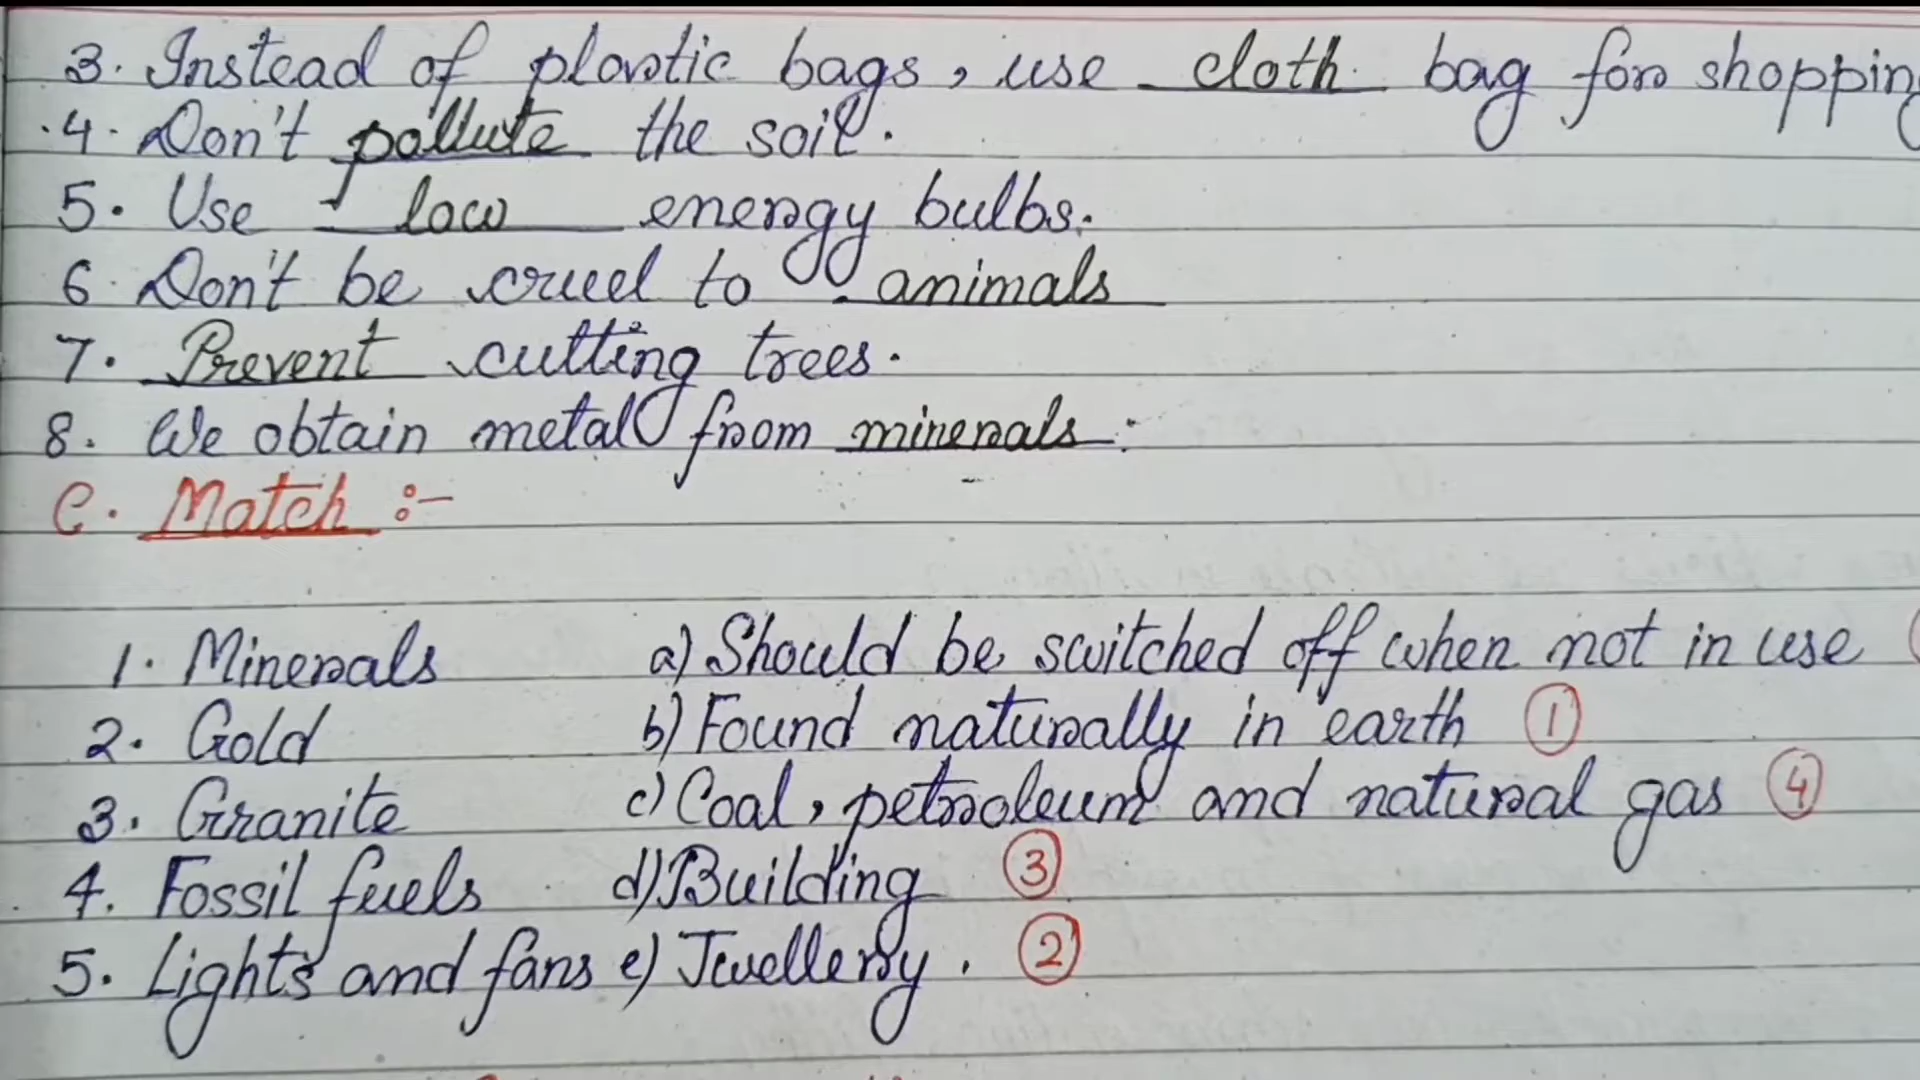 3. Instead of plastic bags, use cloth bag for shopping
4. Don't pollute the soil.
5. Use low energy bulbs.
6. Don't be cruel to animals
7. Prevent cutting trees.
8. We obtain metal from minerals.
C. Match :-
1. Minerals a) Should be switched off when not in use
2. Gold b) Found naturally in earth ①
3. Granite c) Coal, petroleum and natural gas ④
4. Fossil fuels d) Building ③
5. Lights and fans e) Jewellery. ②